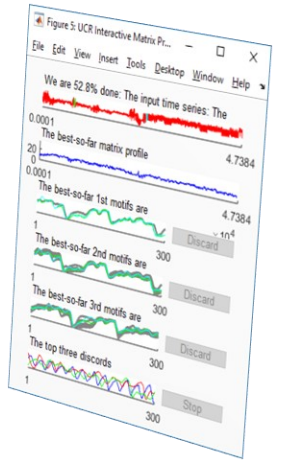 Figure 5: UCR Interactive Matrix Pr...
File Edit View Insert Tools Desktop Window Help
We are 52.8% done: The input time series: The
0.0001 4.7384
The best-so-far matrix profile
20
0
0.0001 4.7384
× 10⁴
The best-so-far 1st motifs are
Discard
1 300
The best-so-far 2nd motifs are
Discard
1 300
The best-so-far 3rd motifs are
Discard
1 300
The top three discords
Stop
1 300